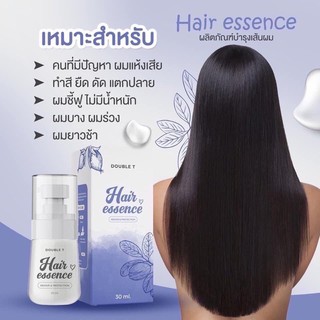 Hair essence
ผลิตภัณฑ์บำรุงเส้นผม
เหมาะสำหรับ
คนที่มีปัญหา ผมแห้งเสีย
ทำสี ยืด ดัด แตกปลาย
ผมชี้ฟู ไม่มีน้ำหนัก
ผมบาง ผมร่วง
ผมยาวช้า
DOUBLE T
Hair
essence
30 ml.
DOUBLE T
Hair
essence